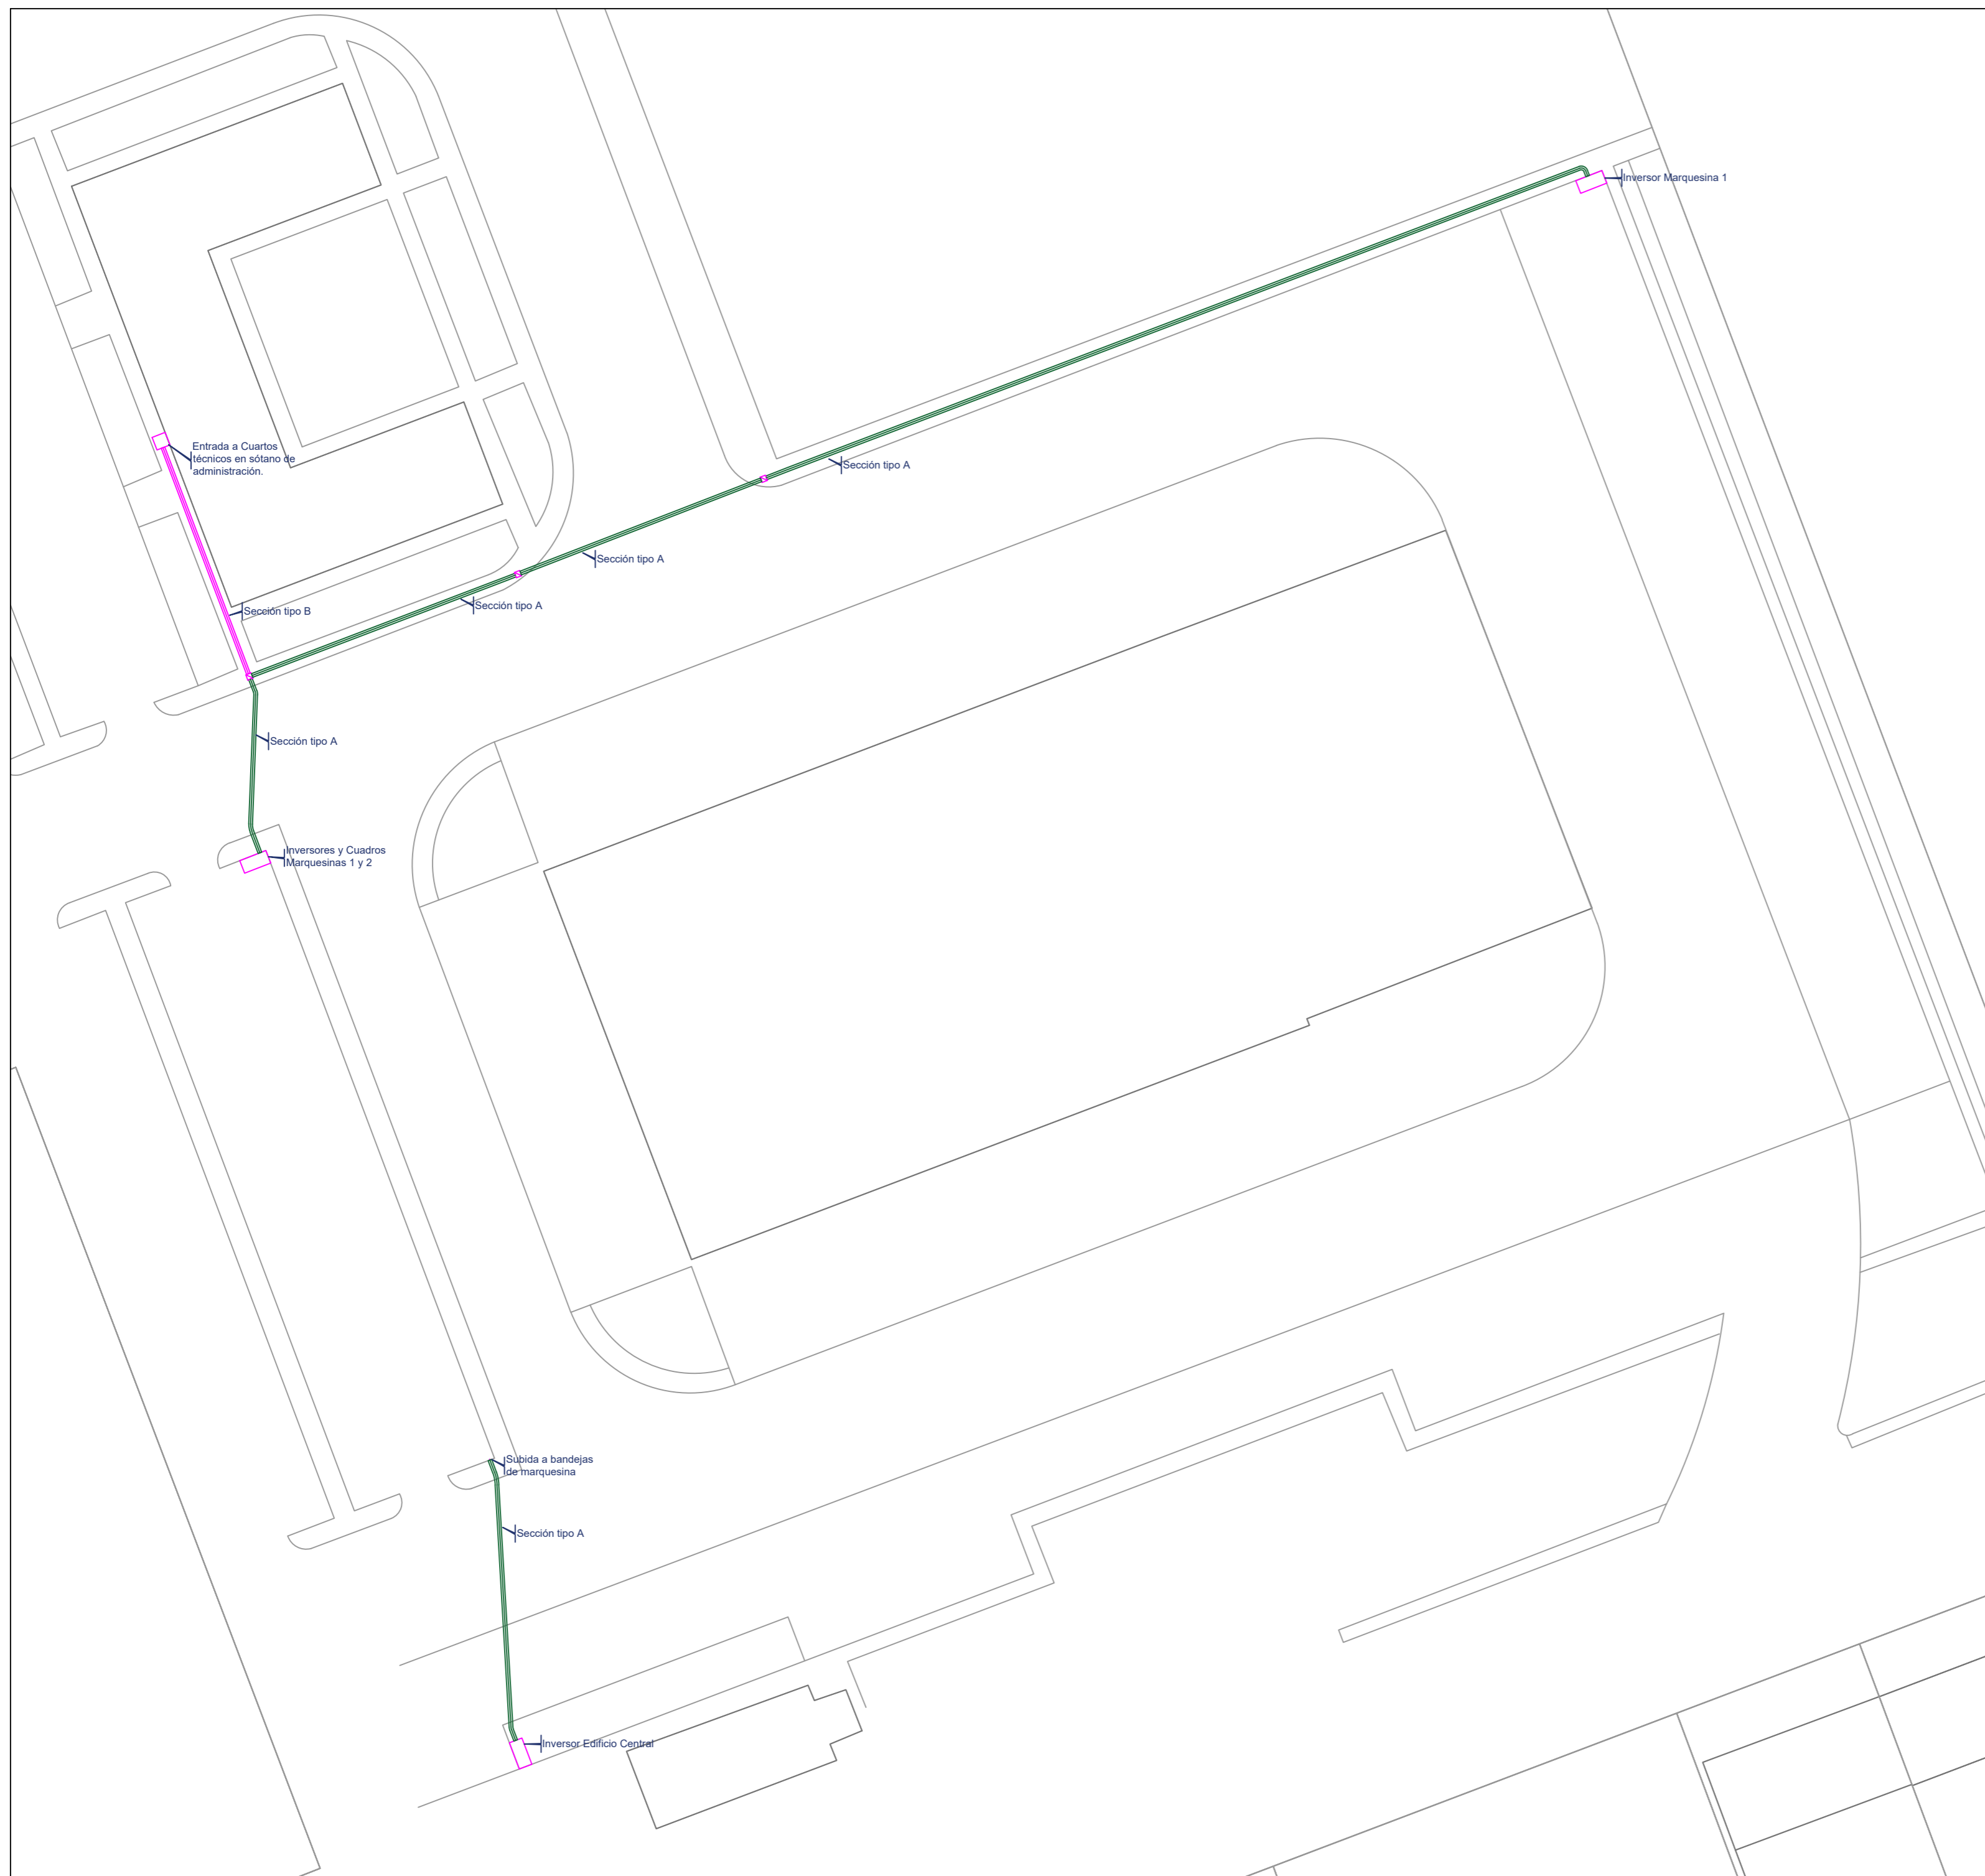 Inversor Marquesina 1
Entrada a Cuartos
técnicos en sótano de
administración.
Sección tipo A
Sección tipo A
Sección tipo A
Sección tipo B
Sección tipo A
Inversores y Cuadros
Marquesinas 1 y 2
Subida a bandejas
de marquesina
Sección tipo A
Inversor Edificio Central